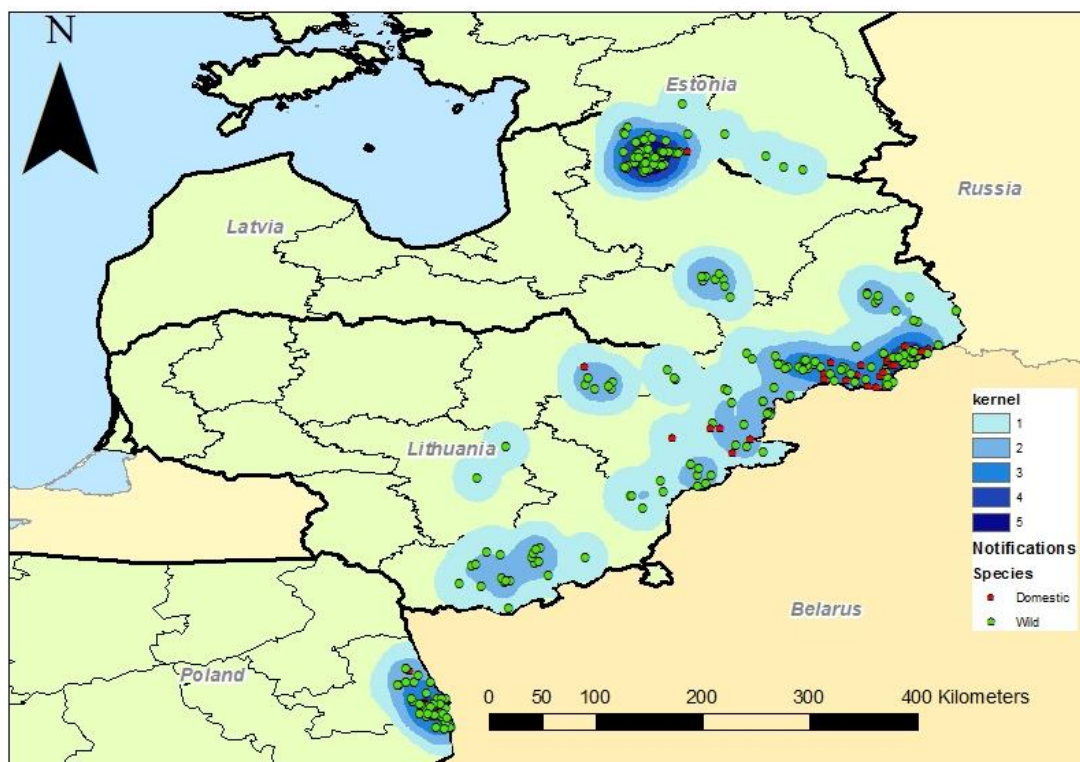 N
Estonia
Russia
Latvia
kernel
1
2
3
4
5
Lithuania
Notifications
Species
Domestic
Wild
Belarus
Poland
0 50 100 200 300 400 Kilometers